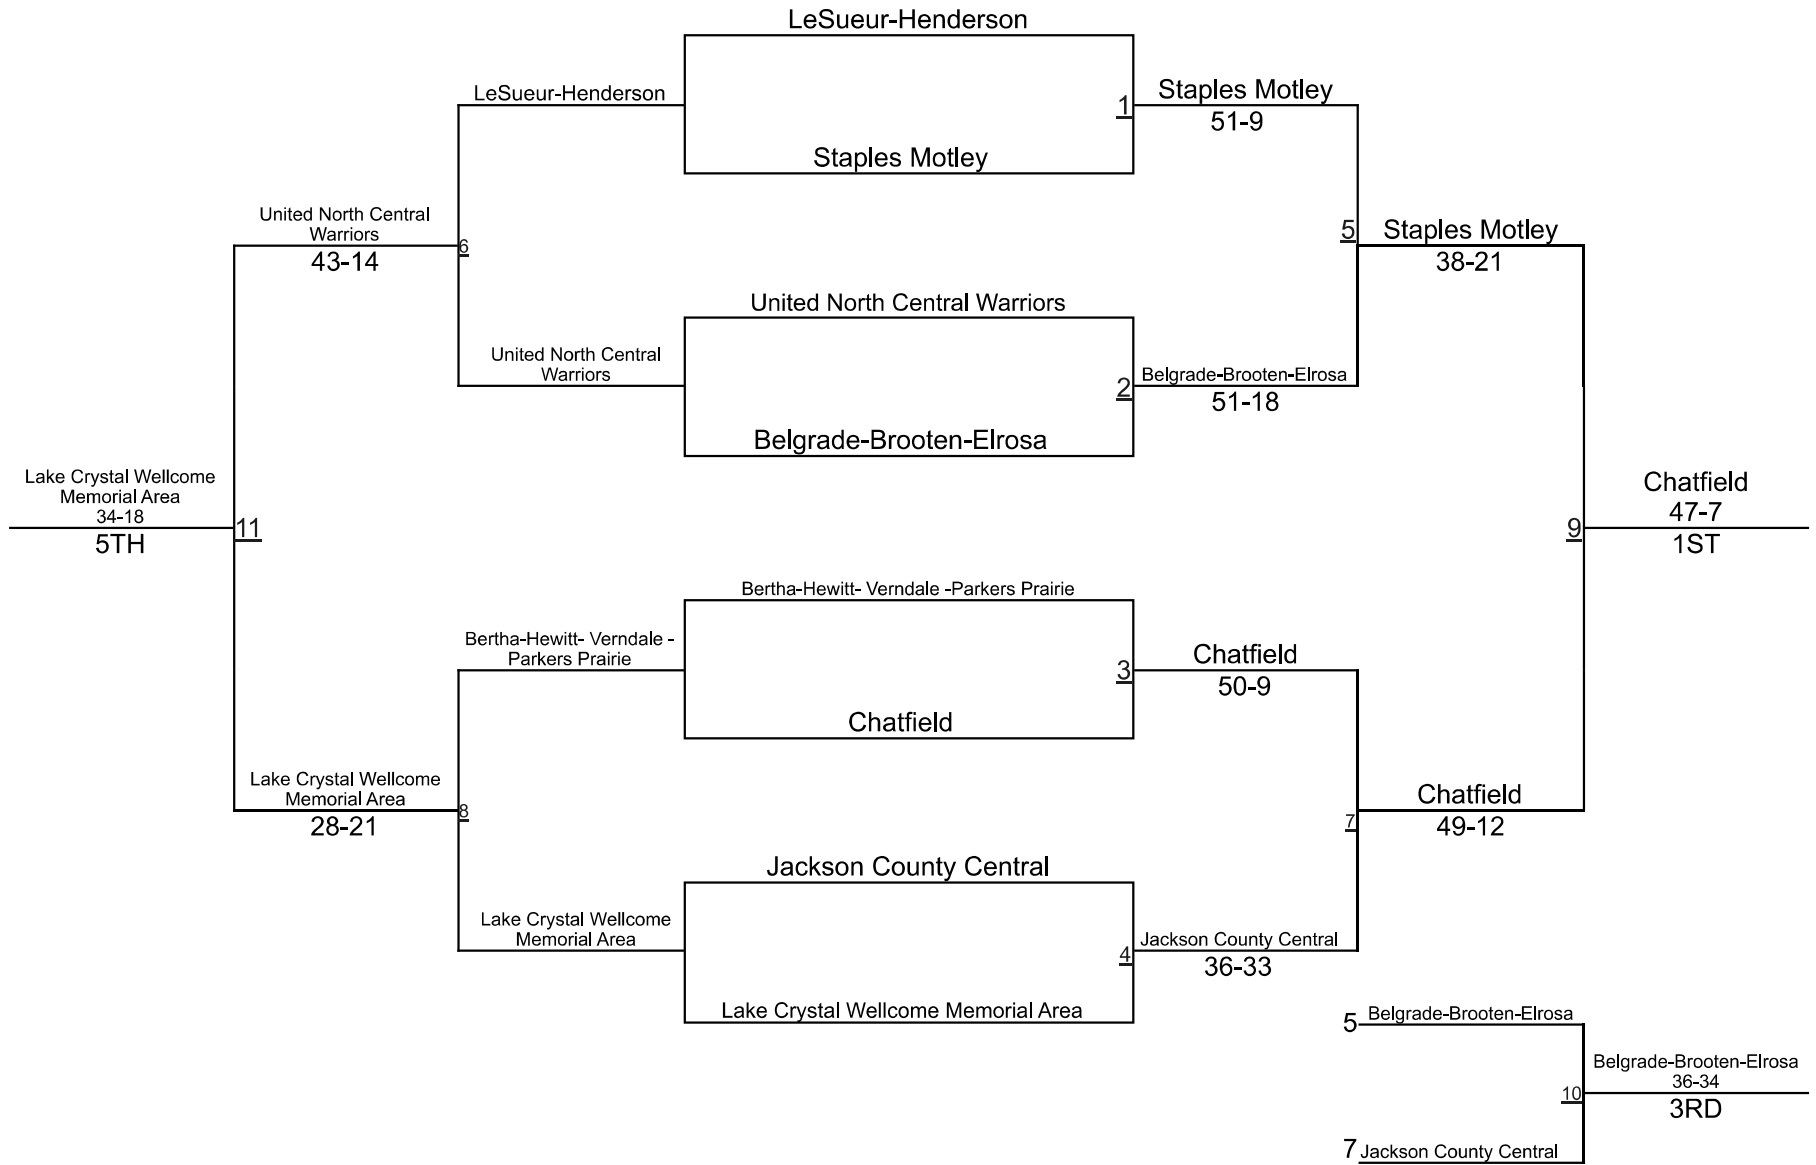 LeSueur-Henderson
LeSueur-Henderson
1
Staples Motley
51-9
Staples Motley
United North Central
Warriors
43-14
6
5
Staples Motley
38-21
United North Central Warriors
United North Central
Warriors
2
Belgrade-Brooten-Elrosa
51-18
Belgrade-Brooten-Elrosa
Lake Crystal Wellcome
Memorial Area
34-18
5TH
11
9
Chatfield
47-7
1ST
Bertha-Hewitt- Verndale -Parkers Prairie
Bertha-Hewitt- Verndale -
Parkers Prairie
3
Chatfield
50-9
Chatfield
Lake Crystal Wellcome
Memorial Area
28-21
8
7
Chatfield
49-12
Jackson County Central
Lake Crystal Wellcome
Memorial Area
4
Jackson County Central
36-33
Lake Crystal Wellcome Memorial Area
5
Belgrade-Brooten-Elrosa
10
Belgrade-Brooten-Elrosa
36-34
3RD
7
Jackson County Central